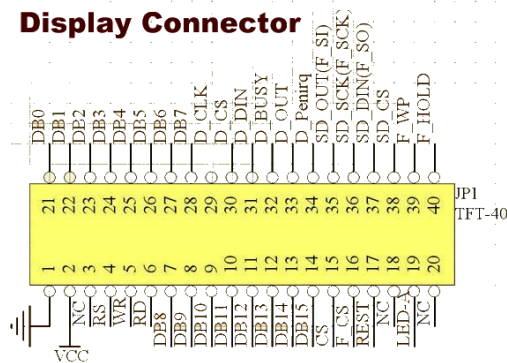 Display Connector
DB0
DB1
DB2
DB3
DB4
DB5
DB6
DB7
D_CLK
D_CS
D_DIN
D_BUSY
D_OUT
D_Penirq
SD_OUT(F_SI)
SD_SCK(F_SCK)
SD_DIN(F_SO)
SD_CS
F_WP
F_HOLD
21 22 23 24 25 26 27 28 29 30 31 32 33 34 35 36 37 38 39 40
JP1
TFT-40
1 2 3 4 5 6 7 8 9 10 11 12 13 14 15 16 17 18 19 20
VCC
NC
RS
WR
RD
DB8
DB9
DB10
DB11
DB12
DB13
DB14
DB15
CS
F_CS
REST
NC
LED-A
NC